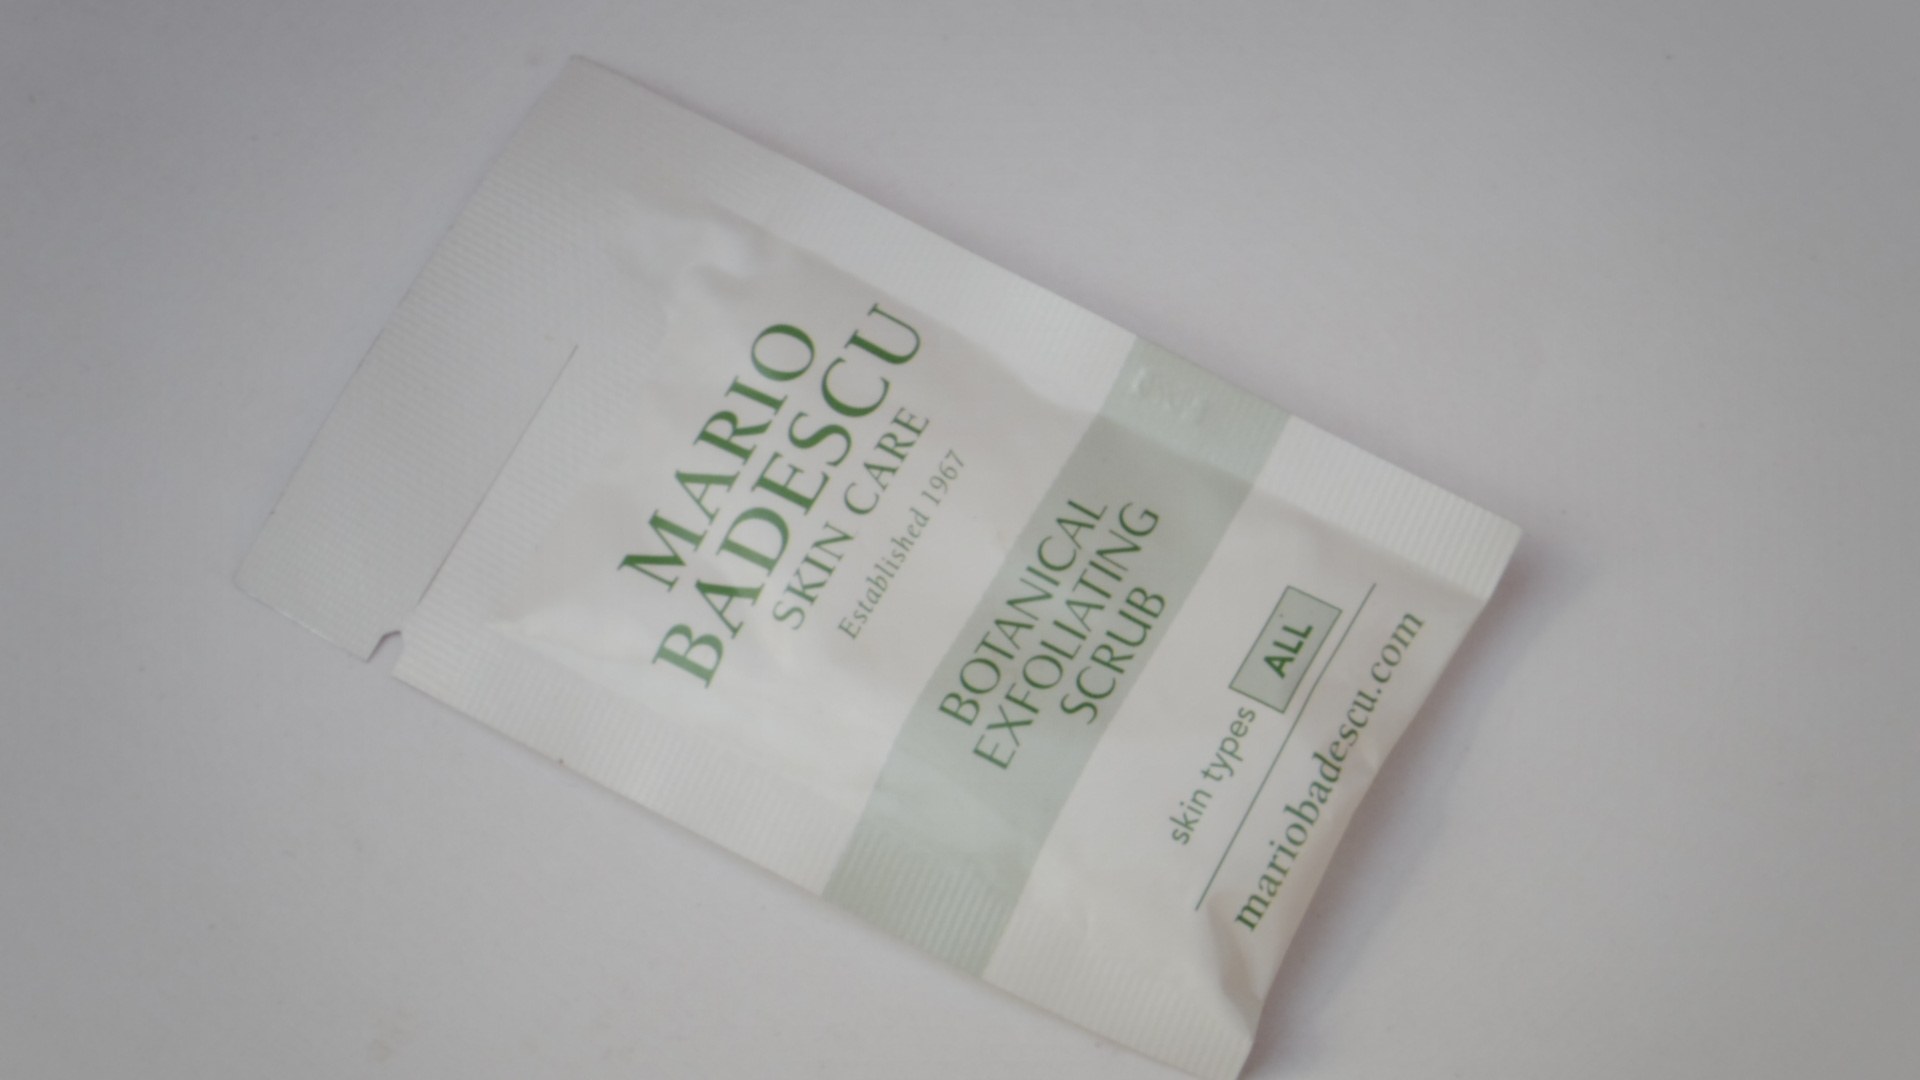 MARIO
BADESCU
SKIN CARE
Established 1967
BOTANICAL
EXFOLIATING
SCRUB
skin types ALL
mariobadescu.com